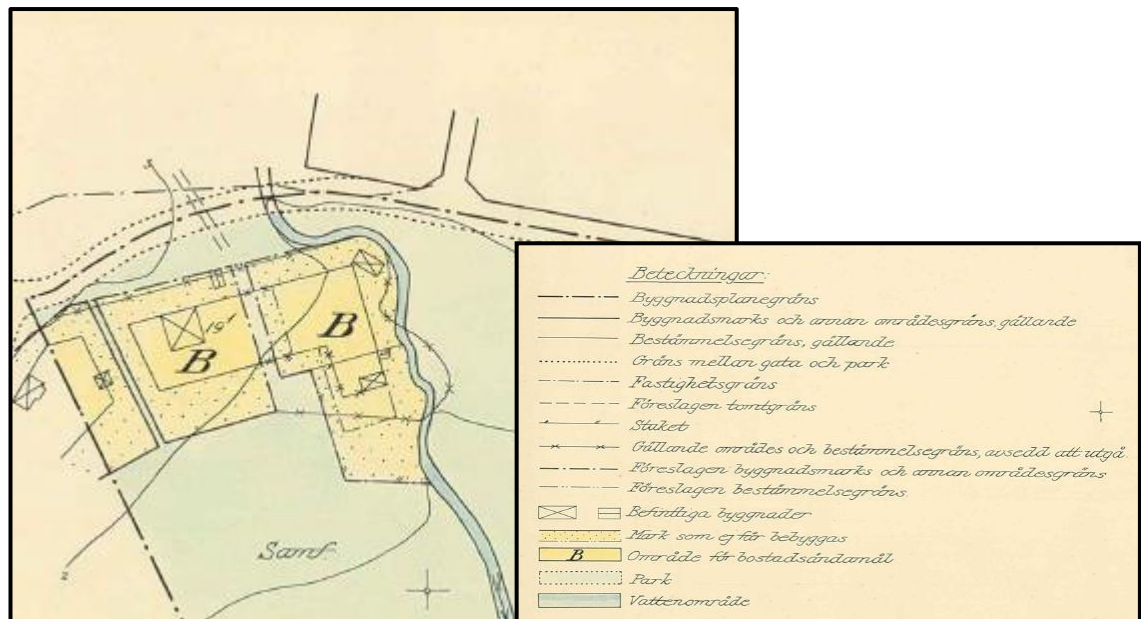 B
19¹
B
Samf.
Beteckningar:
Byggnadsplanegräns
Byggnadsmarks och annan områdesgräns, gällande
Bestämmelsegräns, gällande
Gräns mellan gata och park
Fastighetsgräns
Föreslagen tomtgräns
Staket
Gällande områdes och bestämmelsegräns, avsedd att utgå.
Föreslagen byggnadsmarks och annan områdesgräns
Föreslagen bestämmelsegräns.
Befintliga byggnader
Mark som ej får bebyggas
B Område för bostadsändamål
Park
Vattenområde